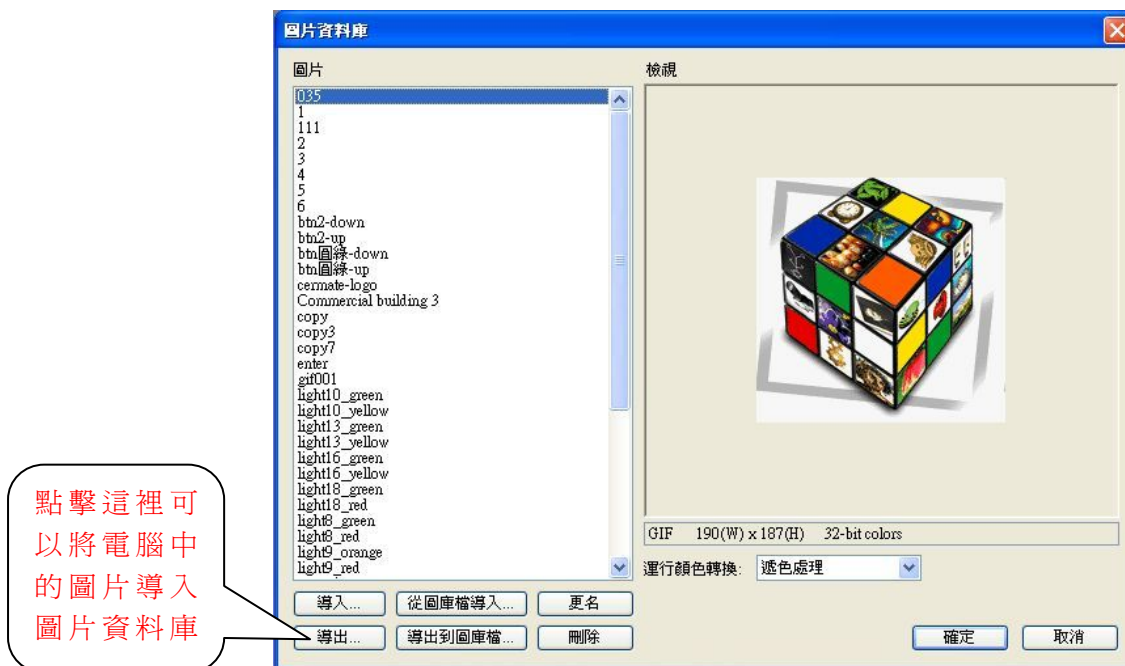 圖片資料庫
圖片
檢視
035
1
111
2
3
4
5
6
btn2-down
btn2-up
btn圓綠-down
btn圓綠-up
cermate-logo
Commercial building 3
copy
copy3
copy7
enter
gif001
light10_green
light10_yellow
light13_green
light13_yellow
light16_green
light16_yellow
light18_green
light18_red
light8_green
light8_red
light9_orange
light9_red
GIF 190(W) x 187(H) 32-bit colors
運行顏色轉換: 遞色處理
導入... 從圖庫檔導入... 更名
導出... 導出到圖庫檔... 刪除
確定 取消
點擊這裡可
以將電腦中
的圖片導入
圖片資料庫